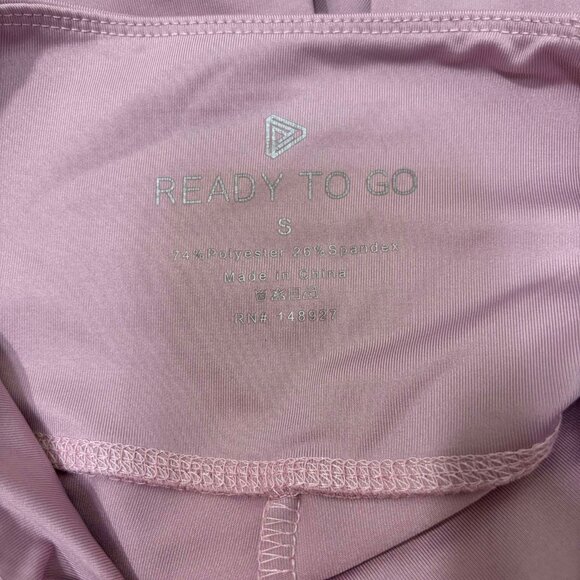 READY TO GO
S
74%Polyester 26%Spandex
Made in China
RN# 148927